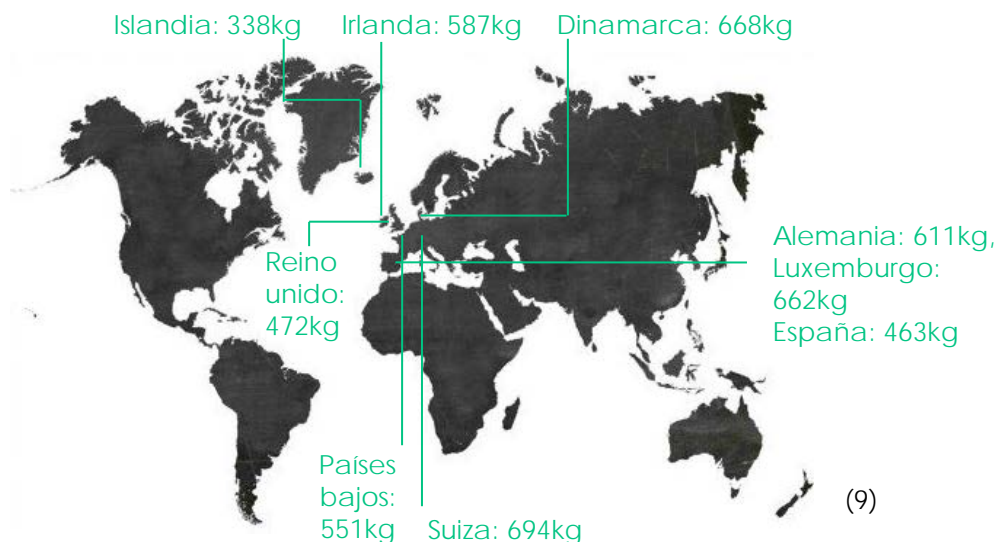 Islandia: 338kg
Irlanda: 587kg
Dinamarca: 668kg
Reino
unido:
472kg
Alemania: 611kg,
Luxemburgo:
662kg
España: 463kg
Países
bajos:
551kg
Suiza: 694kg
(9)